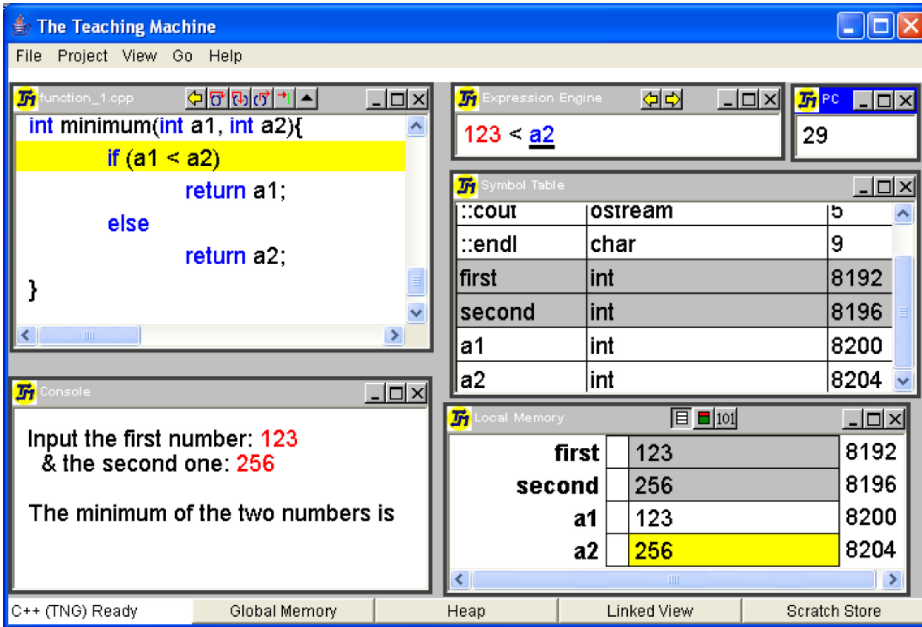 The Teaching Machine
File Project View Go Help
function_1.cpp
int minimum(int a1, int a2){
if (a1 < a2)
return a1;
else
return a2;
}
Expression Engine
123 < a2
PC
29
Symbol Table
::cout ostream 5
::endl char 9
first int 8192
second int 8196
a1 int 8200
a2 int 8204
Console
Input the first number: 123
& the second one: 256
The minimum of the two numbers is
Local Memory 101
first 123 8192
second 256 8196
a1 123 8200
a2 256 8204
C++ (TNG) Ready Global Memory Heap Linked View Scratch Store